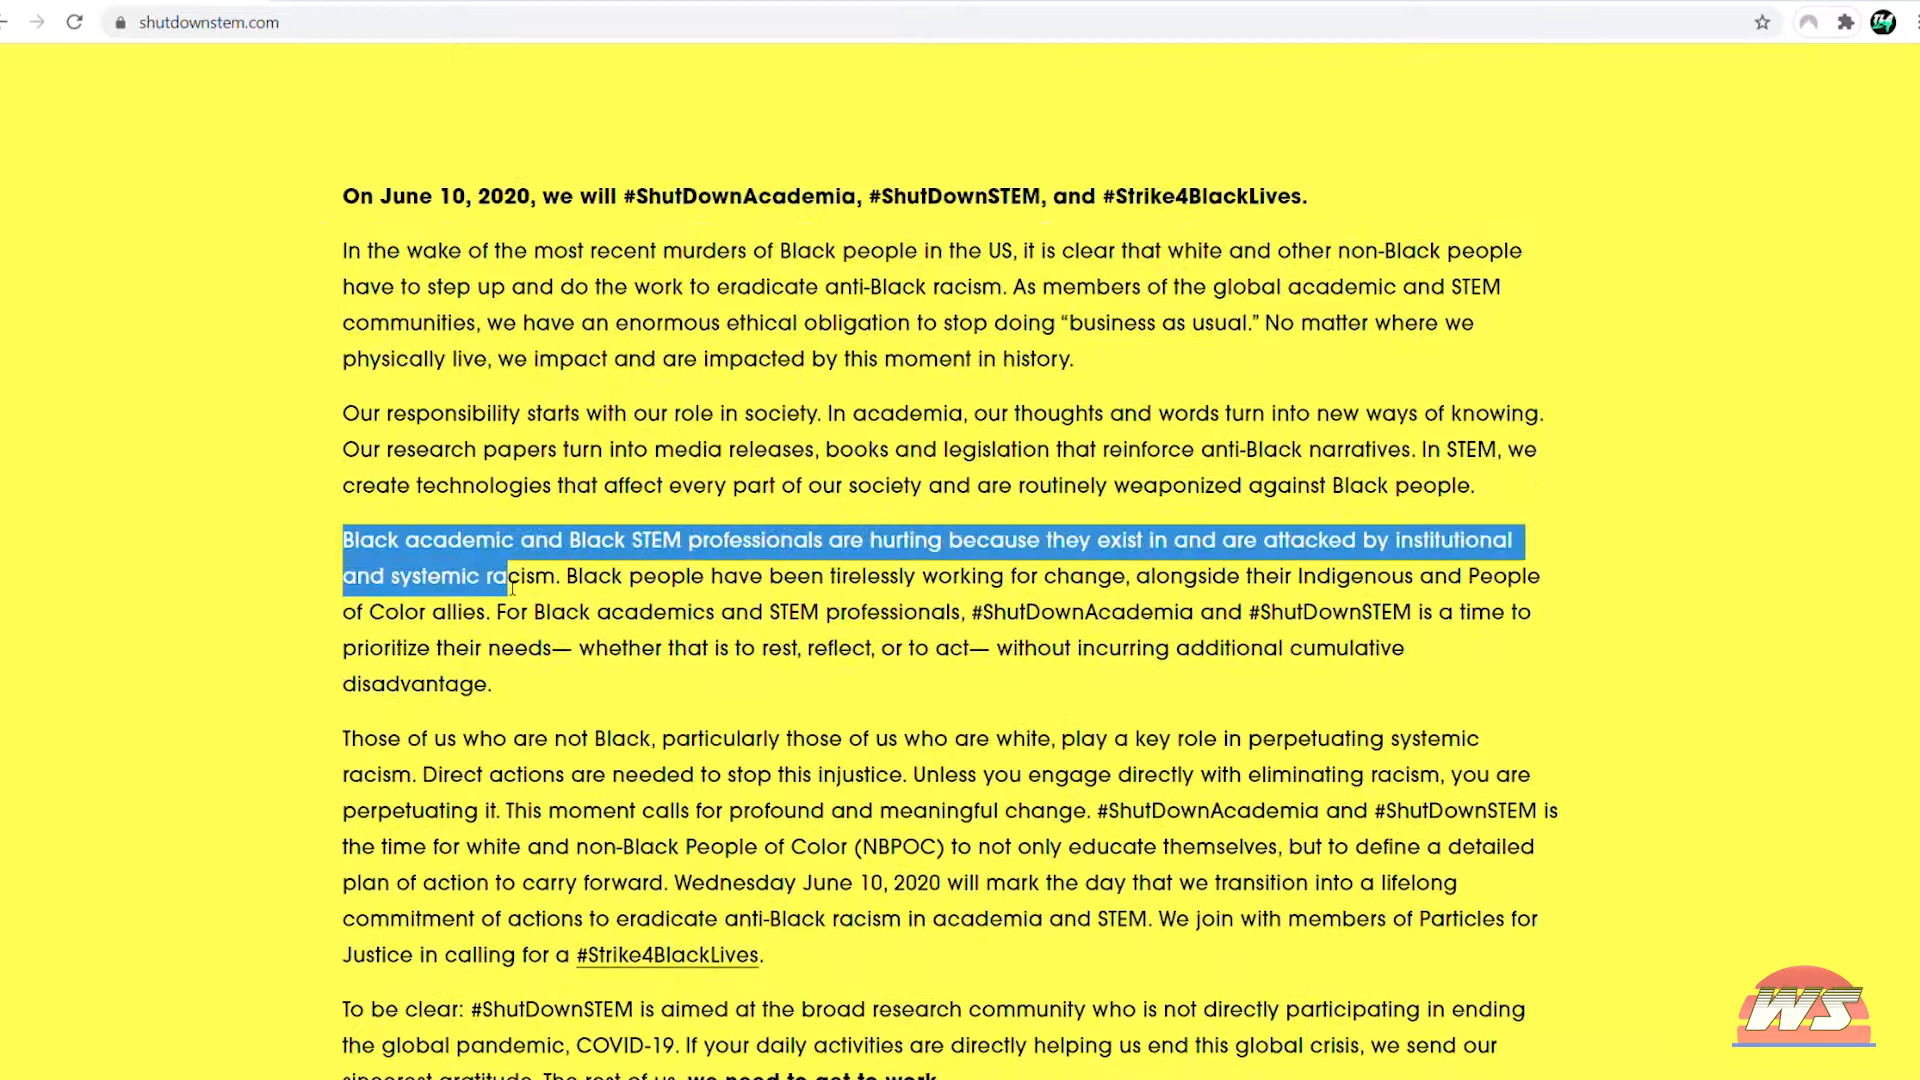 shutdownstem.com
On June 10, 2020, we will #ShutDownAcademia, #ShutDownSTEM, and #Strike4BlackLives.
In the wake of the most recent murders of Black people in the US, it is clear that white and other non-Black people
have to step up and do the work to eradicate anti-Black racism. As members of the global academic and STEM
communities, we have an enormous ethical obligation to stop doing “business as usual.” No matter where we
physically live, we impact and are impacted by this moment in history.
Our responsibility starts with our role in society. In academia, our thoughts and words turn into new ways of knowing.
Our research papers turn into media releases, books and legislation that reinforce anti-Black narratives. In STEM, we
create technologies that affect every part of our society and are routinely weaponized against Black people.
Black academic and Black STEM professionals are hurting because they exist in and are attacked by institutional
and systemic racism. Black people have been tirelessly working for change, alongside their Indigenous and People
of Color allies. For Black academics and STEM professionals, #ShutDownAcademia and #ShutDownSTEM is a time to
prioritize their needs— whether that is to rest, reflect, or to act— without incurring additional cumulative
disadvantage.
Those of us who are not Black, particularly those of us who are white, play a key role in perpetuating systemic
racism. Direct actions are needed to stop this injustice. Unless you engage directly with eliminating racism, you are
perpetuating it. This moment calls for profound and meaningful change. #ShutDownAcademia and #ShutDownSTEM is
the time for white and non-Black People of Color (NBPOC) to not only educate themselves, but to define a detailed
plan of action to carry forward. Wednesday June 10, 2020 will mark the day that we transition into a lifelong
commitment of actions to eradicate anti-Black racism in academia and STEM. We join with members of Particles for
Justice in calling for a #Strike4BlackLives.
To be clear: #ShutDownSTEM is aimed at the broad research community who is not directly participating in ending
the global pandemic, COVID-19. If your daily activities are directly helping us end this global crisis, we send our
sincerest gratitude. The rest of us, we need to get to work.
WS